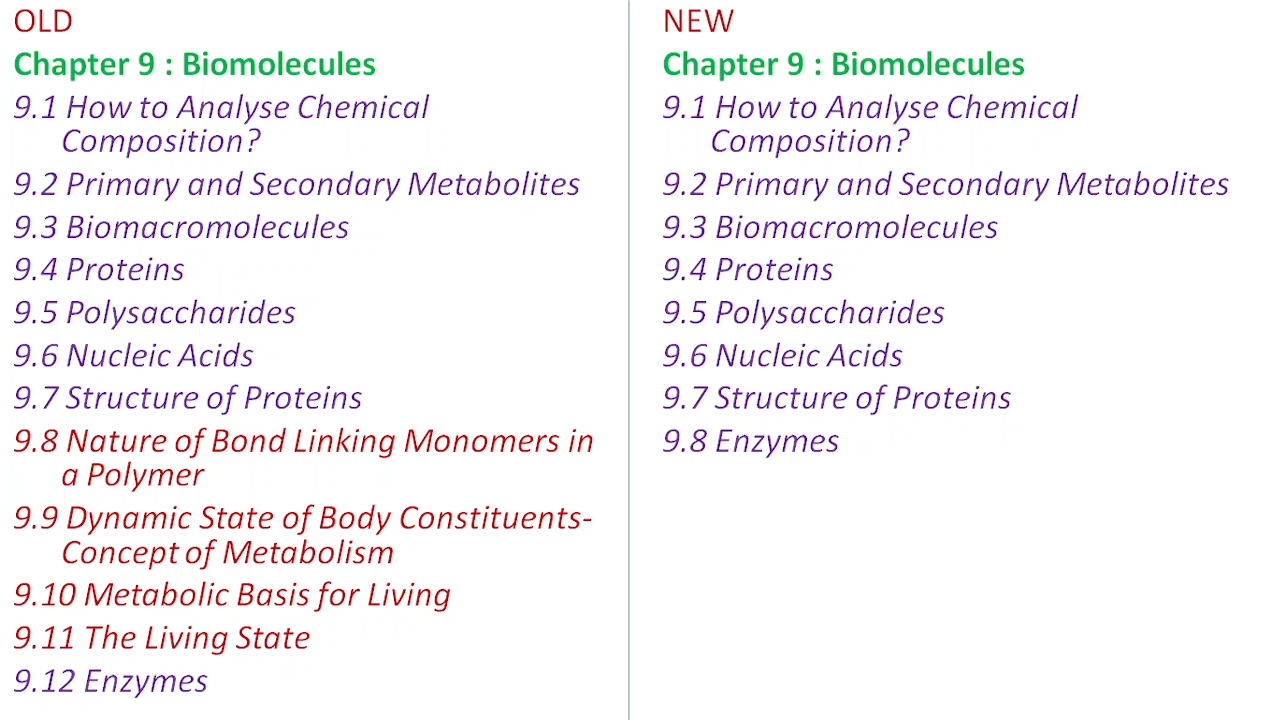 OLD
Chapter 9 : Biomolecules
9.1 How to Analyse Chemical
Composition?
9.2 Primary and Secondary Metabolites
9.3 Biomacromolecules
9.4 Proteins
9.5 Polysaccharides
9.6 Nucleic Acids
9.7 Structure of Proteins
9.8 Nature of Bond Linking Monomers in
a Polymer
9.9 Dynamic State of Body Constituents-
Concept of Metabolism
9.10 Metabolic Basis for Living
9.11 The Living State
9.12 Enzymes
NEW
Chapter 9 : Biomolecules
9.1 How to Analyse Chemical
Composition?
9.2 Primary and Secondary Metabolites
9.3 Biomacromolecules
9.4 Proteins
9.5 Polysaccharides
9.6 Nucleic Acids
9.7 Structure of Proteins
9.8 Enzymes